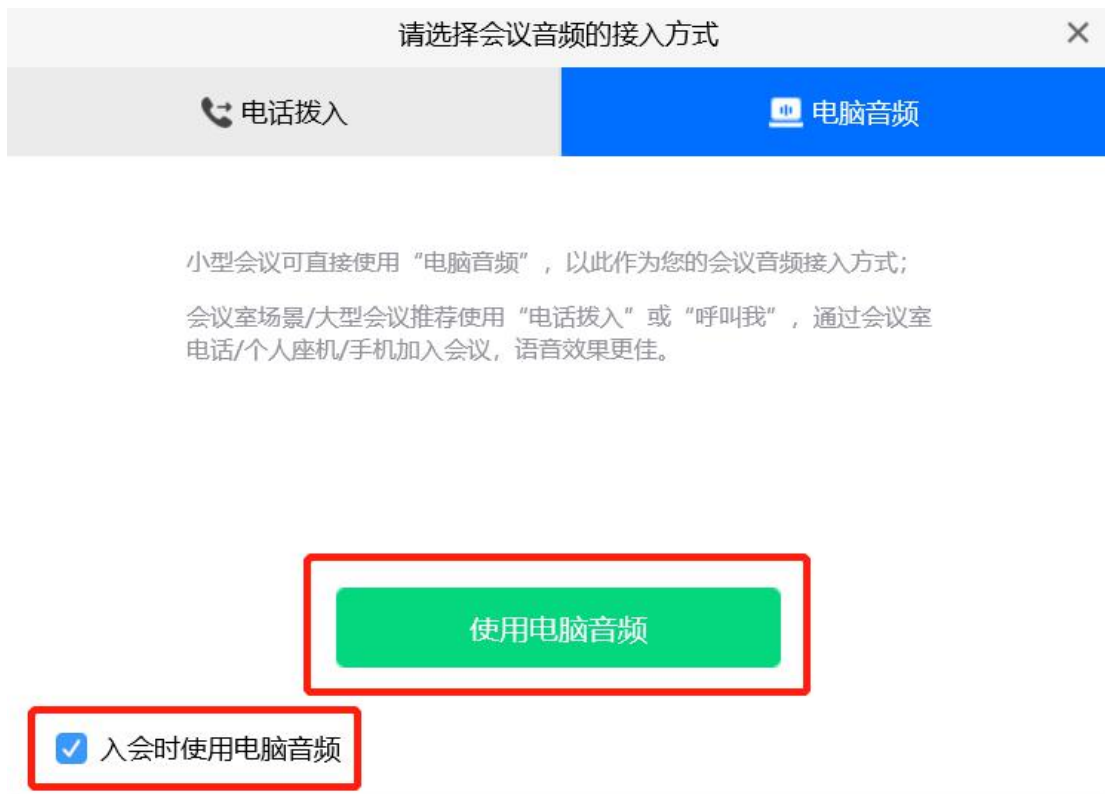 请选择会议音频的接入方式
电话拨入
电脑音频
小型会议可直接使用“电脑音频”，以此作为您的会议音频接入方式；
会议室场景/大型会议推荐使用“电话拨入”或“呼叫我”，通过会议室
电话/个人座机/手机加入会议，语音效果更佳。
使用电脑音频
入会时使用电脑音频